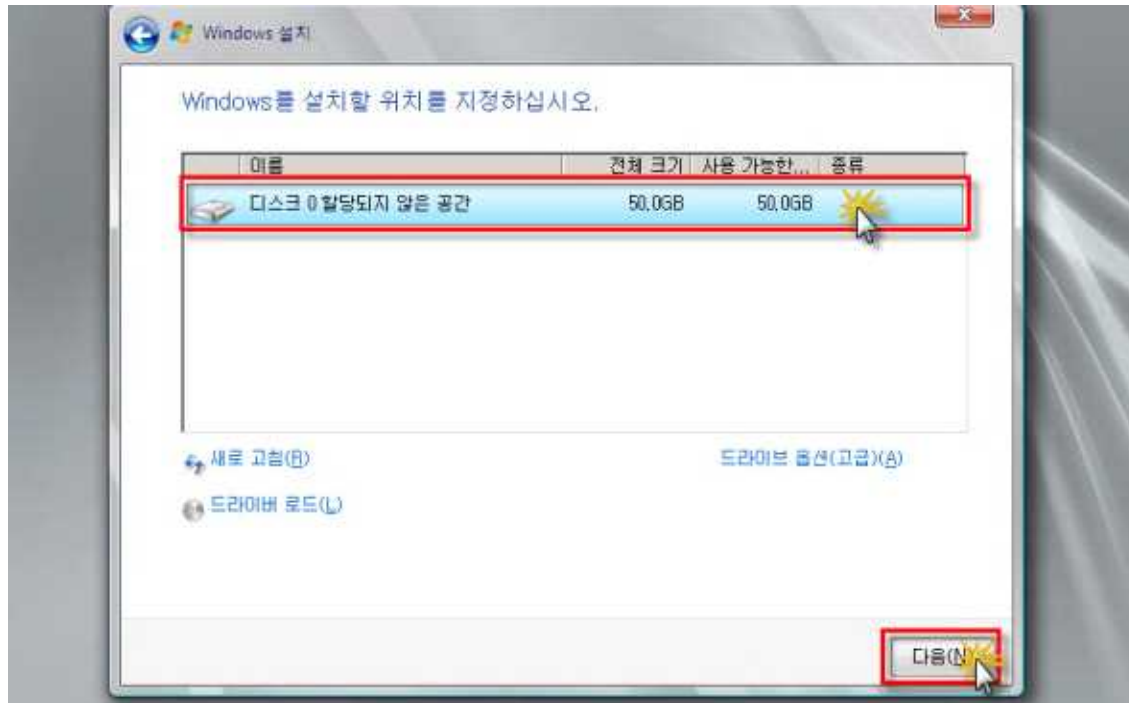 Windows 설치
Windows를 설치할 위치를 지정하십시오.
이름 전체 크기 사용 가능한... 종류
디스크 0 할당되지 않은 공간 50.0GB 50.0GB
새로 고침(R) 드라이브 옵션(고급)(A)
드라이버 로드(L)
다음(N